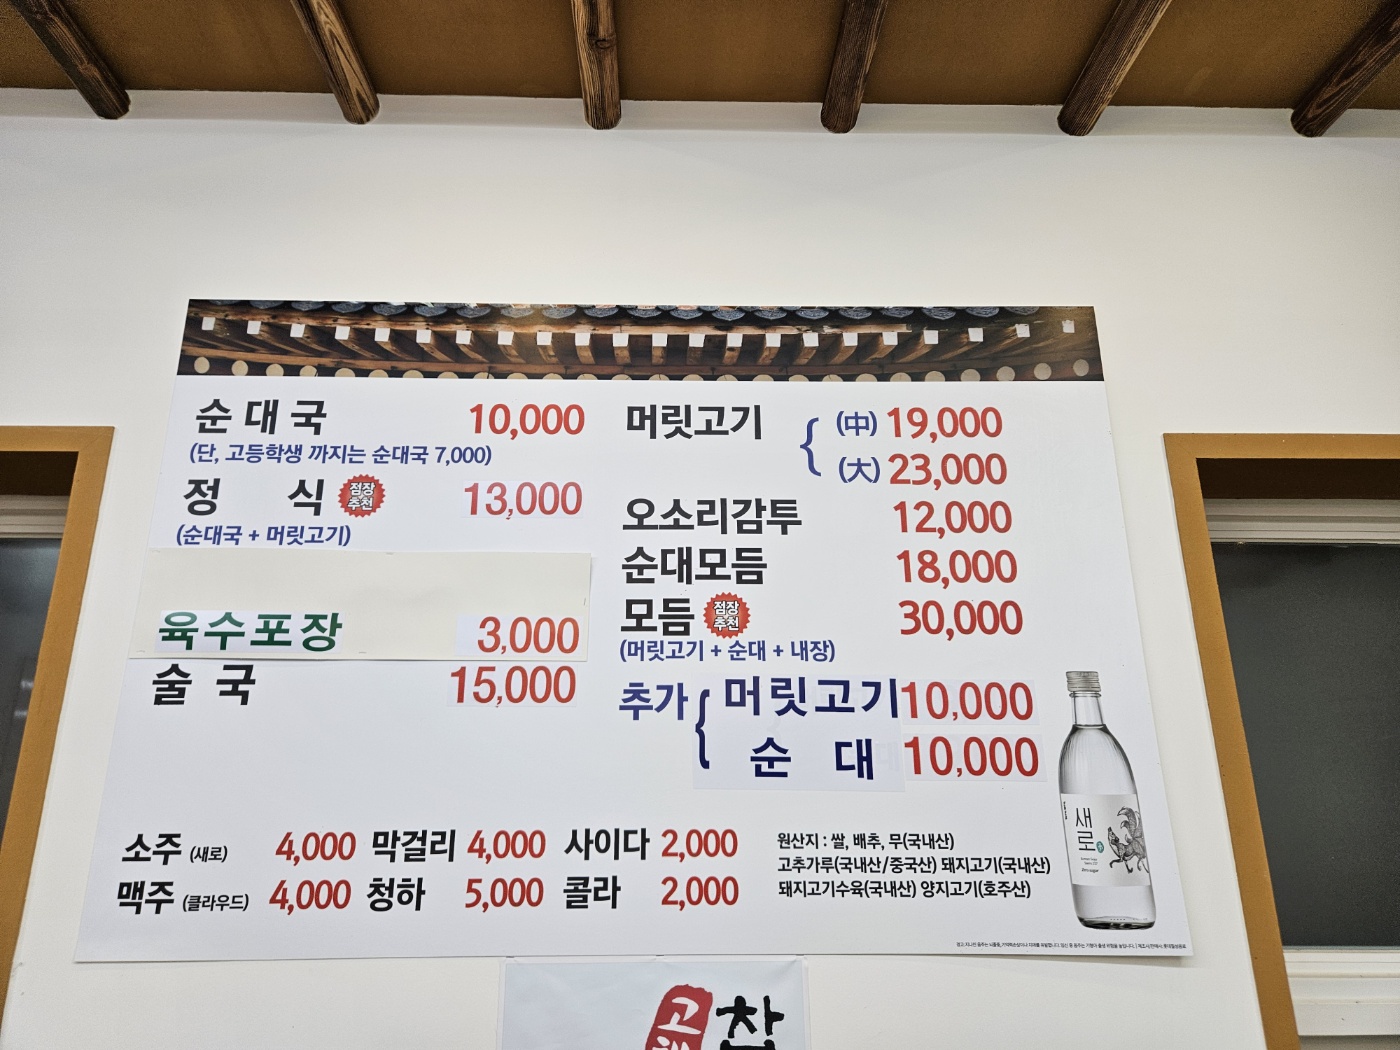 순대국 10,000
(단, 고등학생 까지는 순대국 7,000)
정 식 점장추천 13,000
(순대국 + 머릿고기)
육수포장 3,000
술 국 15,000
머릿고기 (中) 19,000
(大) 23,000
오소리감투 12,000
순대모듬 18,000
모듬 점장추천 30,000
(머릿고기 + 순대 + 내장)
추가 머릿고기 10,000
순 대 10,000
소주 (새로) 4,000 막걸리 4,000 사이다 2,000
맥주 (클라우드) 4,000 청하 5,000 콜라 2,000
원산지 : 쌀, 배추, 무(국내산)
고추가루(국내산/중국산) 돼지고기(국내산)
돼지고기수육(국내산) 양지고기(호주산)
새로